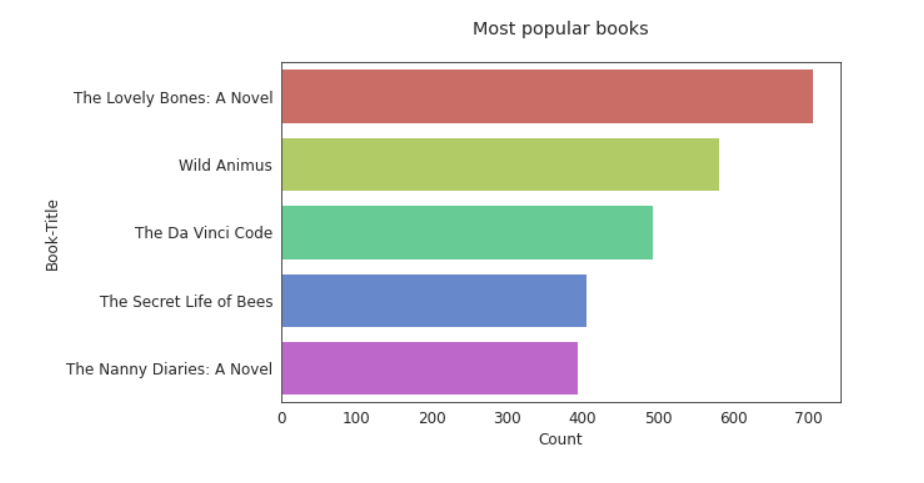 Most popular books
The Lovely Bones: A Novel
Wild Animus
The Da Vinci Code
The Secret Life of Bees
The Nanny Diaries: A Novel
Book-Title
0 100 200 300 400 500 600 700
Count